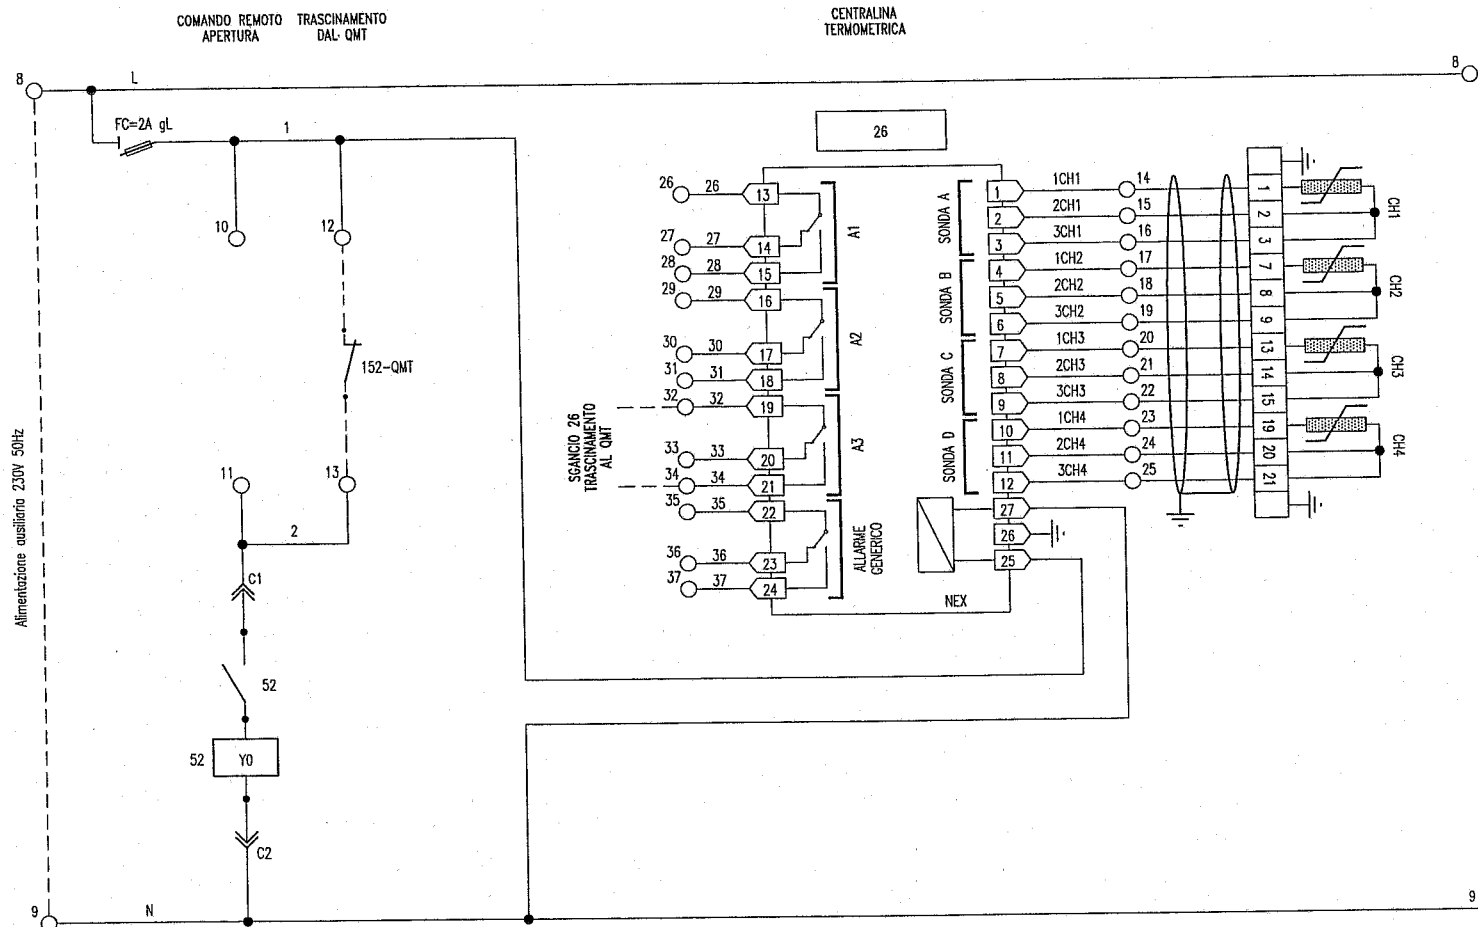 COMANDO REMOTO
APERTURA
TRASCINAMENTO
DAL QMT
CENTRALINA
TERMOMETRICA
8
L
8
FC=2A gL
1
10
12
152-QMT
11
13
2
C1
52
52
Y0
C2
9
N
9
Alimentazione ausiliaria 230V 50Hz
26
26 26 13
27 27 14
28 28 15
A1
29 29 16
30 30 17
31 31 18
A2
32 32 19
33 33 20
34 34 21
A3
SGANCIO 26
TRASCINAMENTO
AL QMT
35 35 22
36 36 23
37 37 24
ALLARME
GENERICO
NEX
SONDA A
1 1CH1 14 1
2 2CH1 15 2
3 3CH1 16 3
CH1
SONDA B
4 1CH2 17 7
5 2CH2 18 8
6 3CH2 19 9
CH2
SONDA C
7 1CH3 20 13
8 2CH3 21 14
9 3CH3 22 15
CH3
SONDA D
10 1CH4 23 19
11 2CH4 24 20
12 3CH4 25 21
CH4
27
26
25